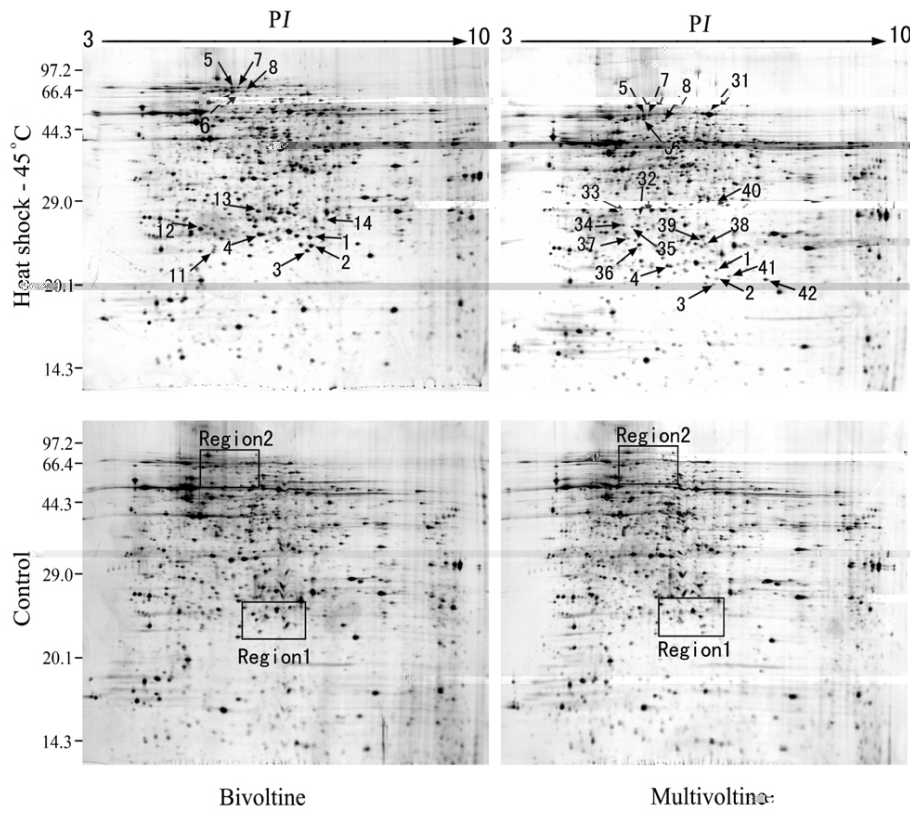 PI PI
3 10 3 10
97.2
66.4
44.3
29.0
20.1
14.3
Heat shock - 45°C
5 7 8
6
13
12
14
4
1
11
3
2
5 7 8 31
33 32 40
34 39 38
37 35
36
4 1 41
3 2 42
97.2
66.4
44.3
29.0
20.1
14.3
Control
Region2
Region1
Region2
Region1
Bivoltine Multivoltine